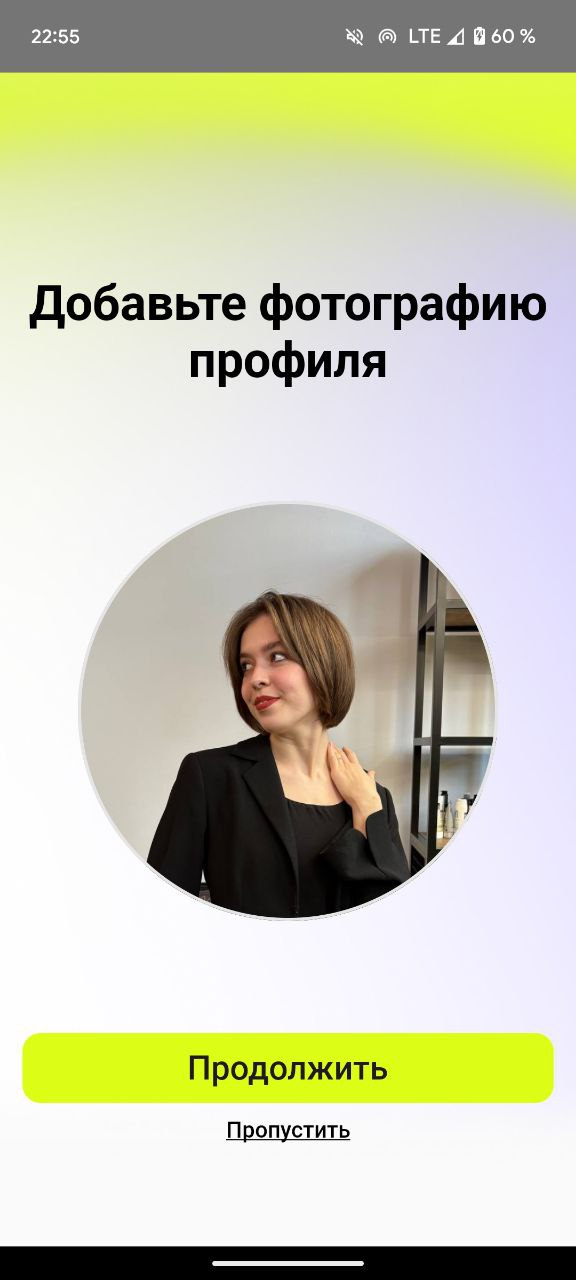 22:55 LTE 60 %
Добавьте фотографию
профиля
Продолжить
Пропустить